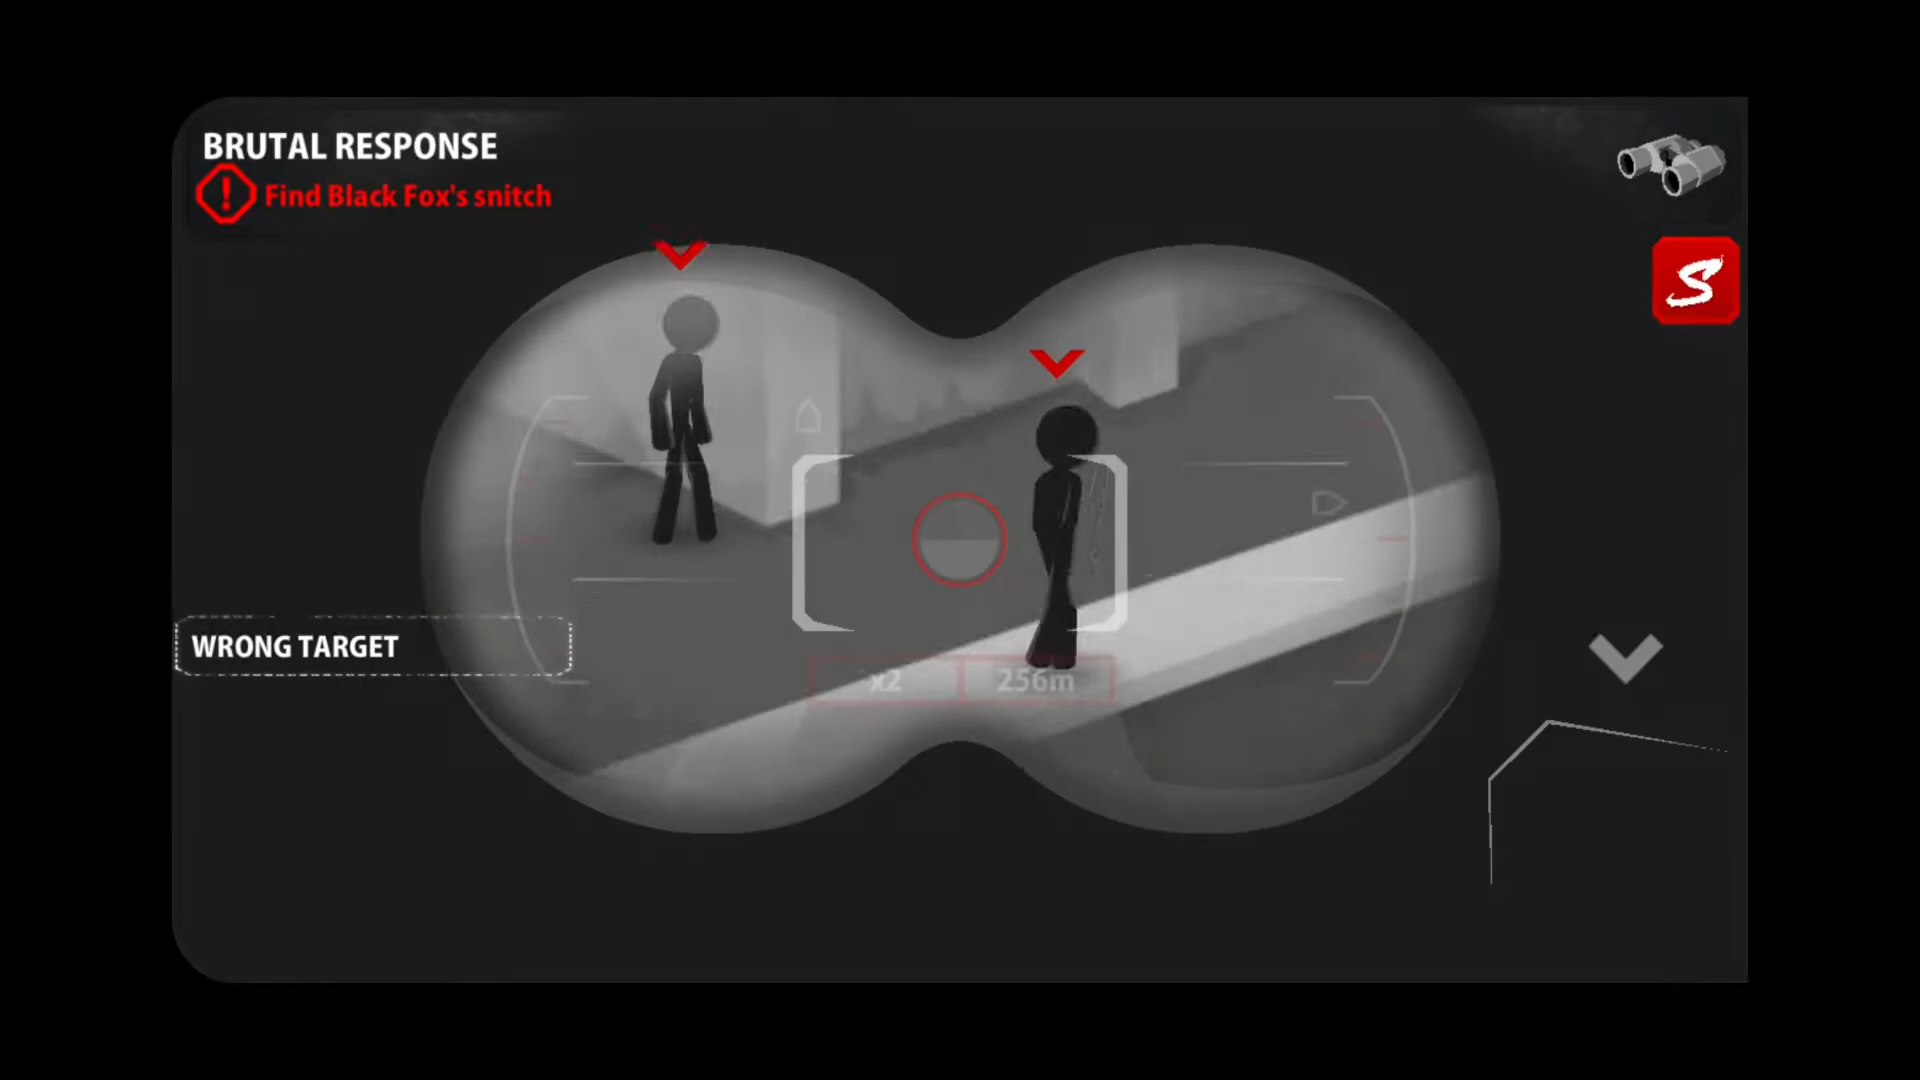 BRUTAL RESPONSE
Find Black Fox's snitch
S
WRONG TARGET
x2 256m